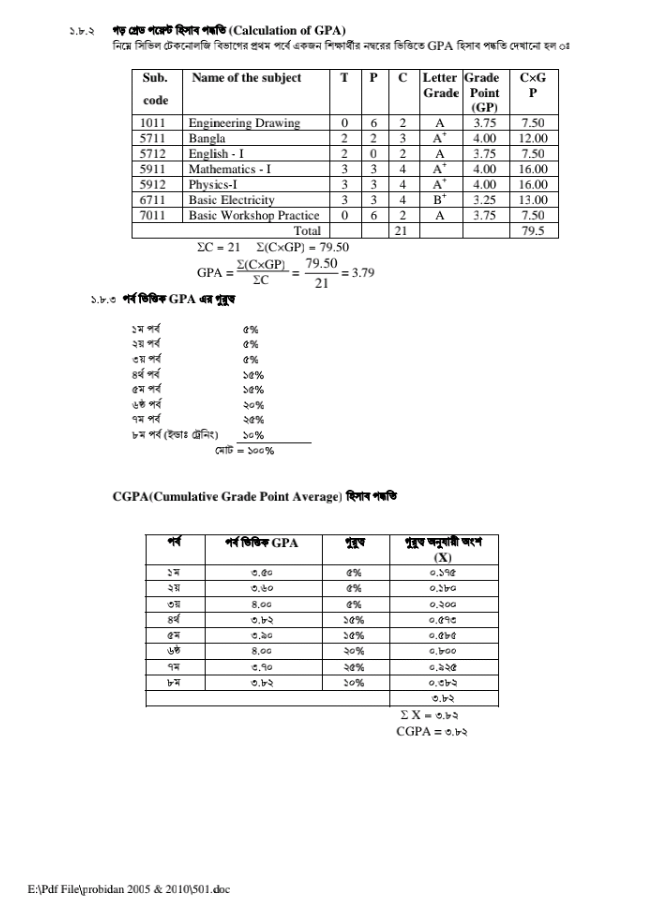 ১.৮.২ গড় গ্রেড পয়েন্ট হিসাব পদ্ধতি (Calculation of GPA)
নিম্নে সিভিল টেকনোলজি বিভাগের প্রথম পর্বে একজন শিক্ষার্থীর নম্বরের ভিত্তিতে GPA হিসাব পদ্ধতি দেখানো হল ঃ
Sub. code Name of the subject T P C Letter Grade Grade Point (GP) C×G P
1011 Engineering Drawing 0 6 2 A 3.75 7.50
5711 Bangla 2 2 3 A+ 4.00 12.00
5712 English - I 2 0 2 A 3.75 7.50
5911 Mathematics - I 3 3 4 A+ 4.00 16.00
5912 Physics-I 3 3 4 A+ 4.00 16.00
6711 Basic Electricity 3 3 4 B+ 3.25 13.00
7011 Basic Workshop Practice 0 6 2 A 3.75 7.50
Total 21 79.5
ΣC = 21 Σ(C×GP) = 79.50
GPA = Σ(C×GP) / ΣC = 79.50 / 21 = 3.79
১.৮.৩ পর্ব ভিত্তিক GPA এর গুরুত্ব
১ম পর্ব ৫%
২য় পর্ব ৫%
৩য় পর্ব ৫%
৪র্থ পর্ব ১৫%
৫ম পর্ব ১৫%
৬ষ্ঠ পর্ব ২০%
৭ম পর্ব ২৫%
৮ম পর্ব (ইন্ডাঃ ট্রেনিং) ১০%
মোট = ১০০%
CGPA(Cumulative Grade Point Average) হিসাব পদ্ধতি
পর্ব পর্ব ভিত্তিক GPA গুরুত্ব গুরুত্ব অনুযায়ী অংশ (X)
১ম ৩.৫০ ৫% ০.১৭৫
২য় ৩.৬০ ৫% ০.১৮০
৩য় ৪.০০ ৫% ০.২০০
৪র্থ ৩.৮২ ১৫% ০.৫৭৩
৫ম ৩.৯০ ১৫% ০.৫৮৫
৬ষ্ঠ ৪.০০ ২০% ০.৮০০
৭ম ৩.৭০ ২৫% ০.৯২৫
৮ম ৩.৮২ ১০% ০.৩৮২
৩.৮২
Σ X = ৩.৮২
CGPA = ৩.৮২
E:\Pdf File\probidan 2005 & 2010\501.doc